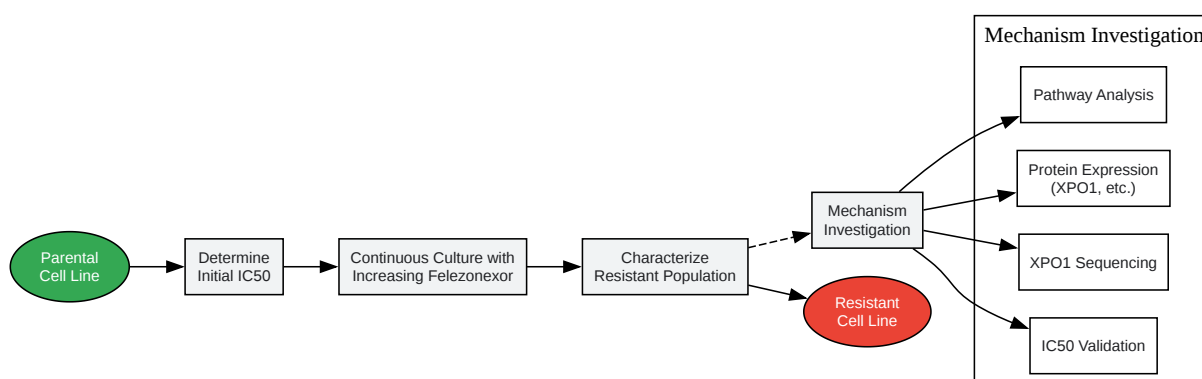 Mechanism Investigation
Pathway Analysis
Protein Expression
(XPO1, etc.)
Mechanism
Investigation
Parental
Cell Line
Determine
Initial IC50
Continuous Culture with
Increasing Felezonexor
Characterize
Resistant Population
XPO1 Sequencing
Resistant
Cell Line
IC50 Validation